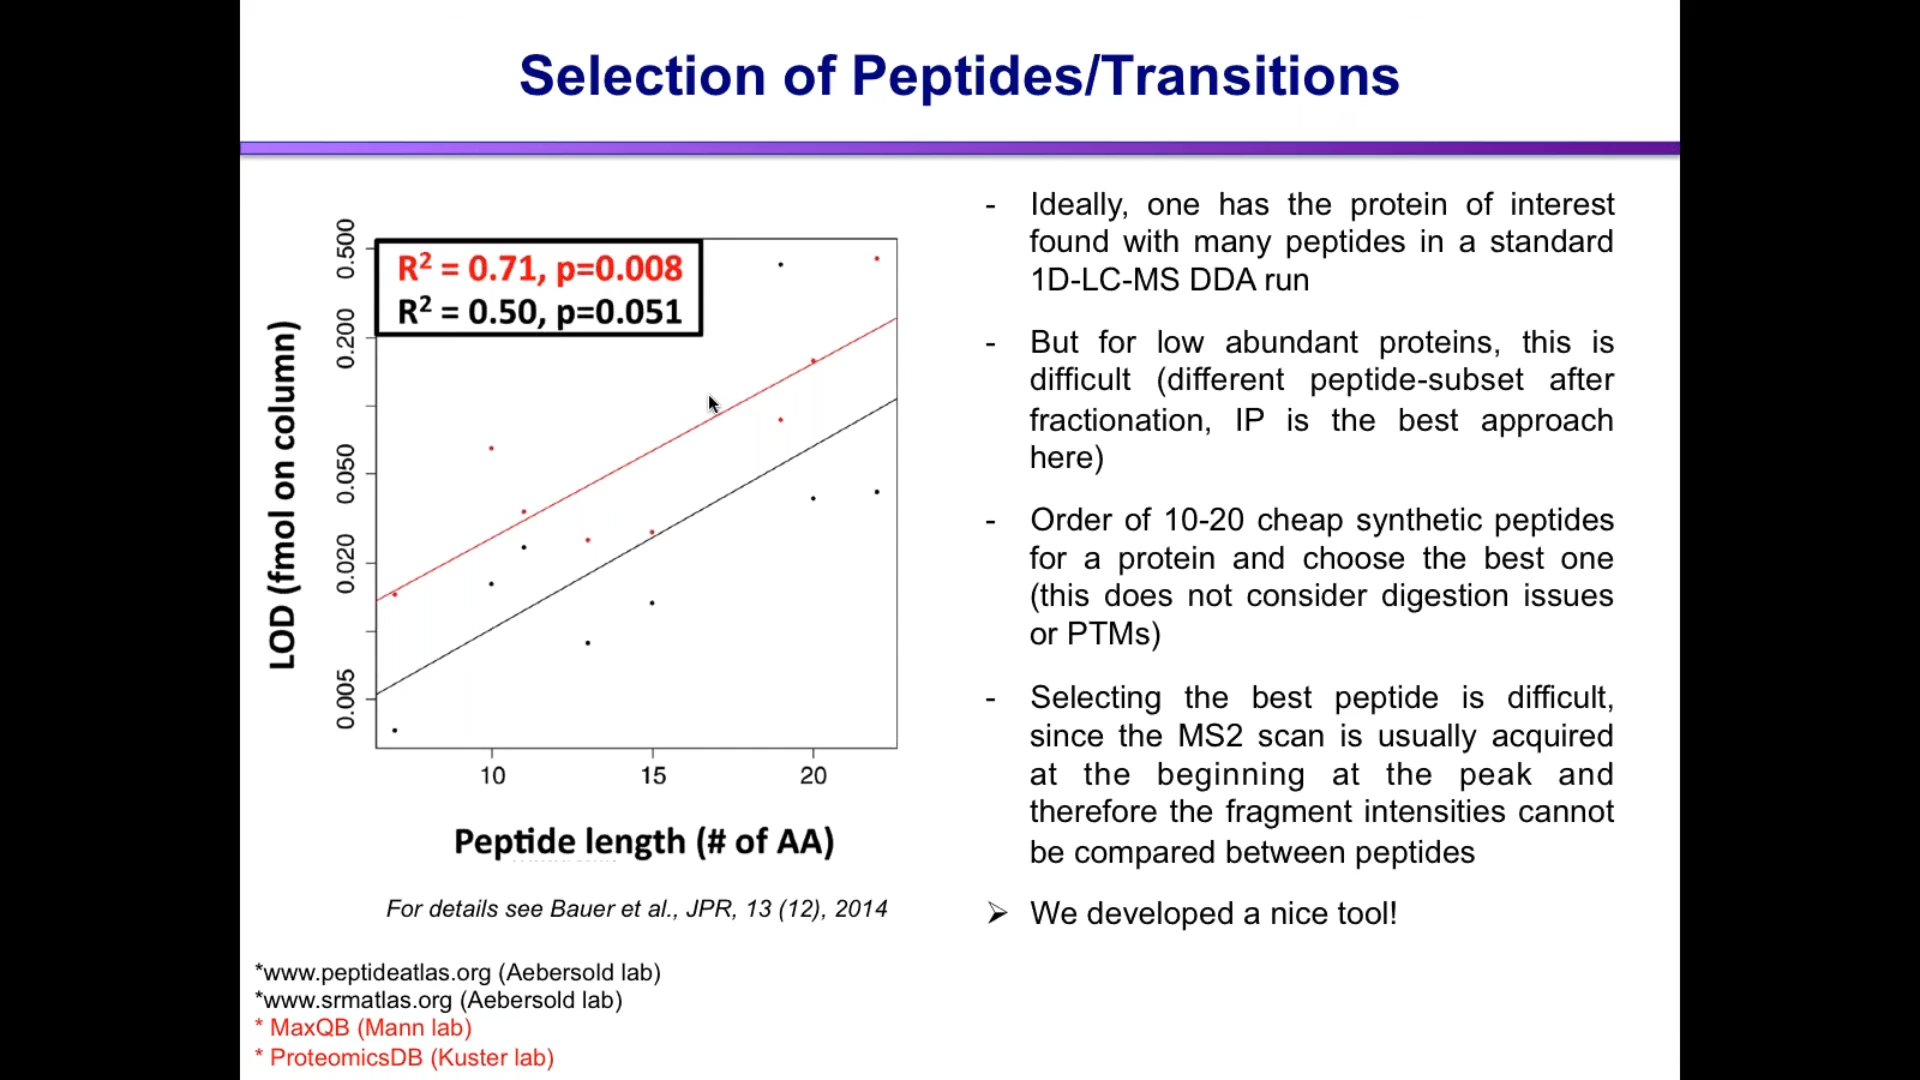 Selection of Peptides/Transitions
R² = 0.71, p=0.008
R² = 0.50, p=0.051
LOD (fmol on column)
0.500
0.200
0.050
0.020
0.005
10 15 20
Peptide length (# of AA)
For details see Bauer et al., JPR, 13 (12), 2014
*www.peptideatlas.org (Aebersold lab)
*www.srmatlas.org (Aebersold lab)
* MaxQB (Mann lab)
* ProteomicsDB (Kuster lab)
- Ideally, one has the protein of interest
found with many peptides in a standard
1D-LC-MS DDA run
- But for low abundant proteins, this is
difficult (different peptide-subset after
fractionation, IP is the best approach
here)
- Order of 10-20 cheap synthetic peptides
for a protein and choose the best one
(this does not consider digestion issues
or PTMs)
- Selecting the best peptide is difficult,
since the MS2 scan is usually acquired
at the beginning at the peak and
therefore the fragment intensities cannot
be compared between peptides
➢ We developed a nice tool!